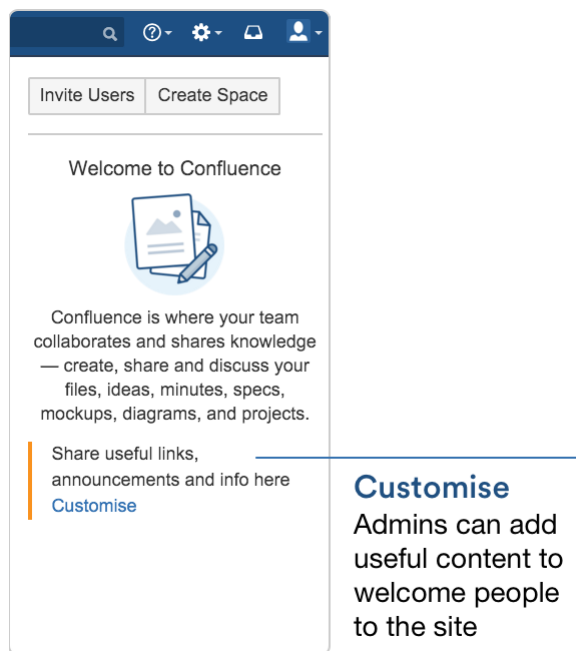 Invite Users Create Space
Welcome to Confluence
Confluence is where your team
collaborates and shares knowledge
— create, share and discuss your
files, ideas, minutes, specs,
mockups, diagrams, and projects.
Share useful links,
announcements and info here
Customise
Customise
Admins can add
useful content to
welcome people
to the site